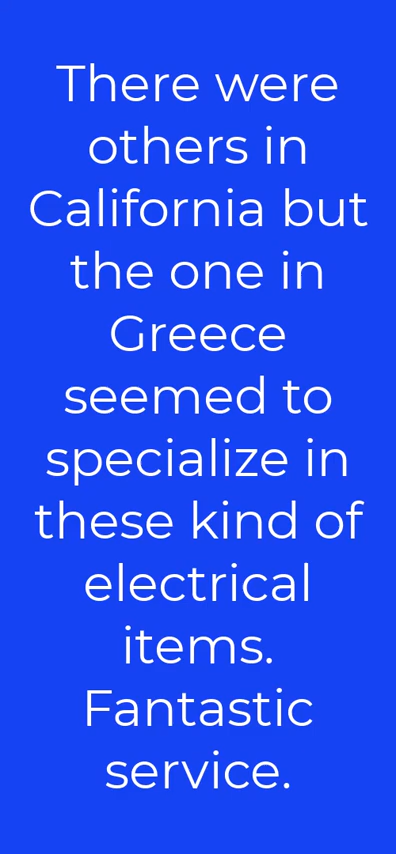 There were
others in
California but
the one in
Greece
seemed to
specialize in
these kind of
electrical
items.
Fantastic
service.